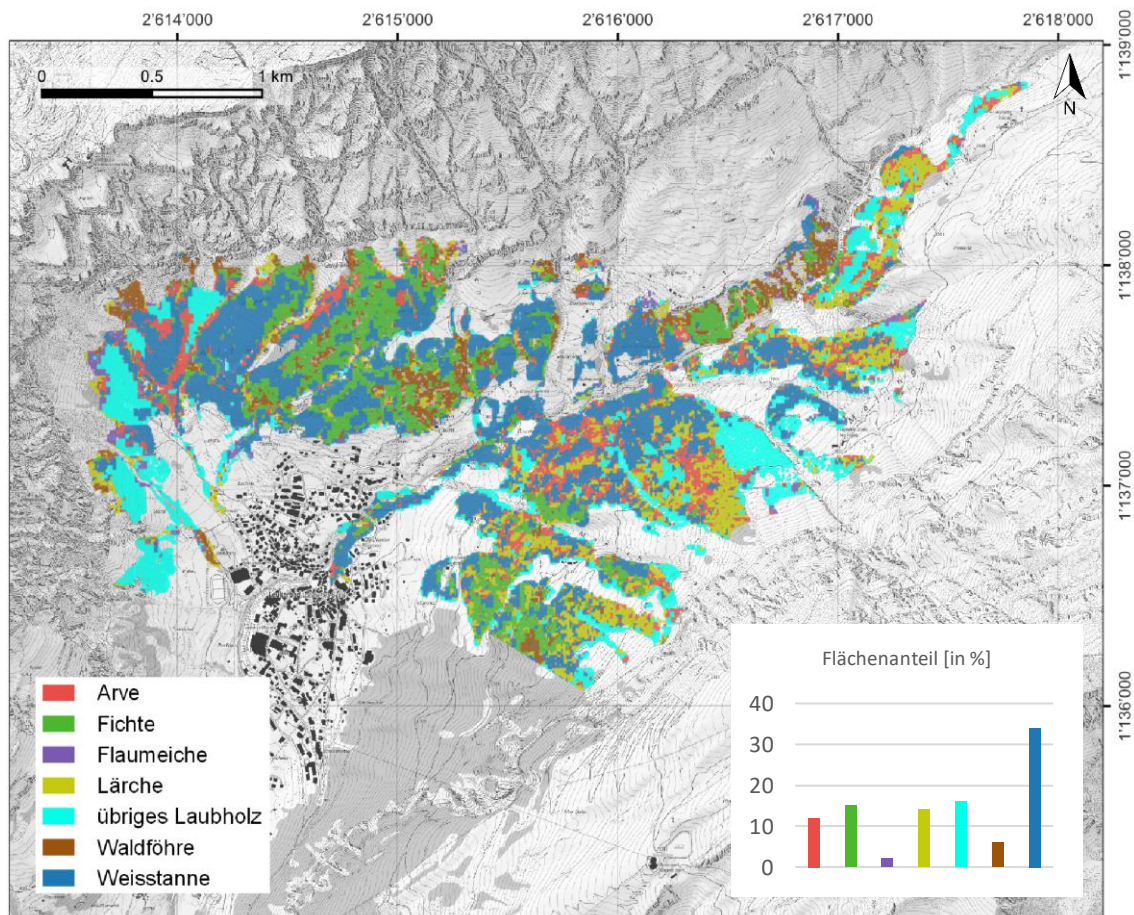 2'614'000 2'615'000 2'616'000 2'617'000 2'618'000
1'139'000
0 0.5 1 km
N
1'138'000
1'137'000
1'136'000
Arve
Fichte
Flaumeiche
Lärche
übriges Laubholz
Waldföhre
Weisstanne
Flächenanteil [in %]
40
30
20
10
0